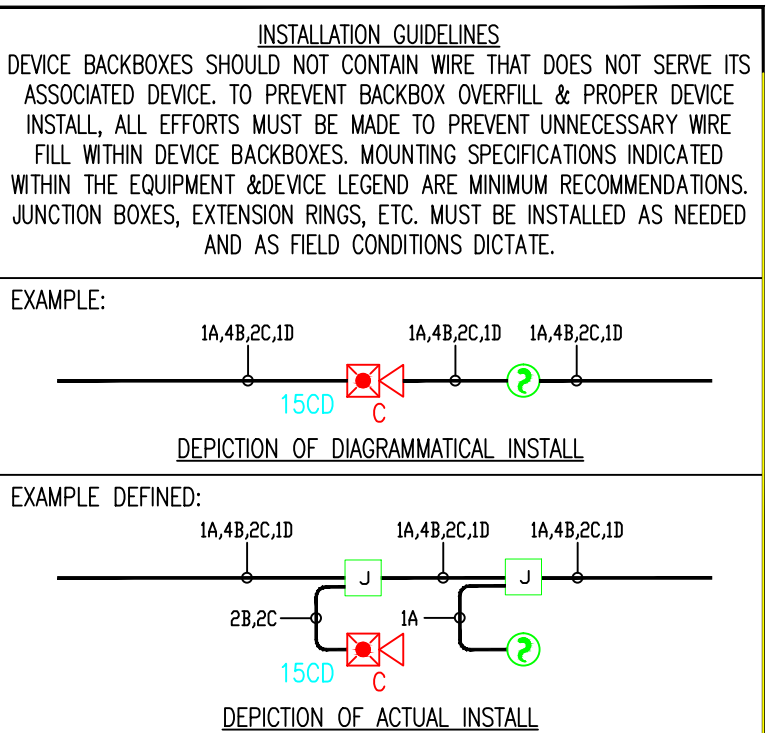 INSTALLATION GUIDELINES
DEVICE BACKBOXES SHOULD NOT CONTAIN WIRE THAT DOES NOT SERVE ITS
ASSOCIATED DEVICE. TO PREVENT BACKBOX OVERFILL & PROPER DEVICE
INSTALL, ALL EFFORTS MUST BE MADE TO PREVENT UNNECESSARY WIRE
FILL WITHIN DEVICE BACKBOXES. MOUNTING SPECIFICATIONS INDICATED
WITHIN THE EQUIPMENT &DEVICE LEGEND ARE MINIMUM RECOMMENDATIONS.
JUNCTION BOXES, EXTENSION RINGS, ETC. MUST BE INSTALLED AS NEEDED
AND AS FIELD CONDITIONS DICTATE.
EXAMPLE:
1A,4B,2C,1D 1A,4B,2C,1D 1A,4B,2C,1D
15CD C
DEPICTION OF DIAGRAMMATICAL INSTALL
EXAMPLE DEFINED:
1A,4B,2C,1D 1A,4B,2C,1D 1A,4B,2C,1D
J J
2B,2C 1A
15CD C
DEPICTION OF ACTUAL INSTALL